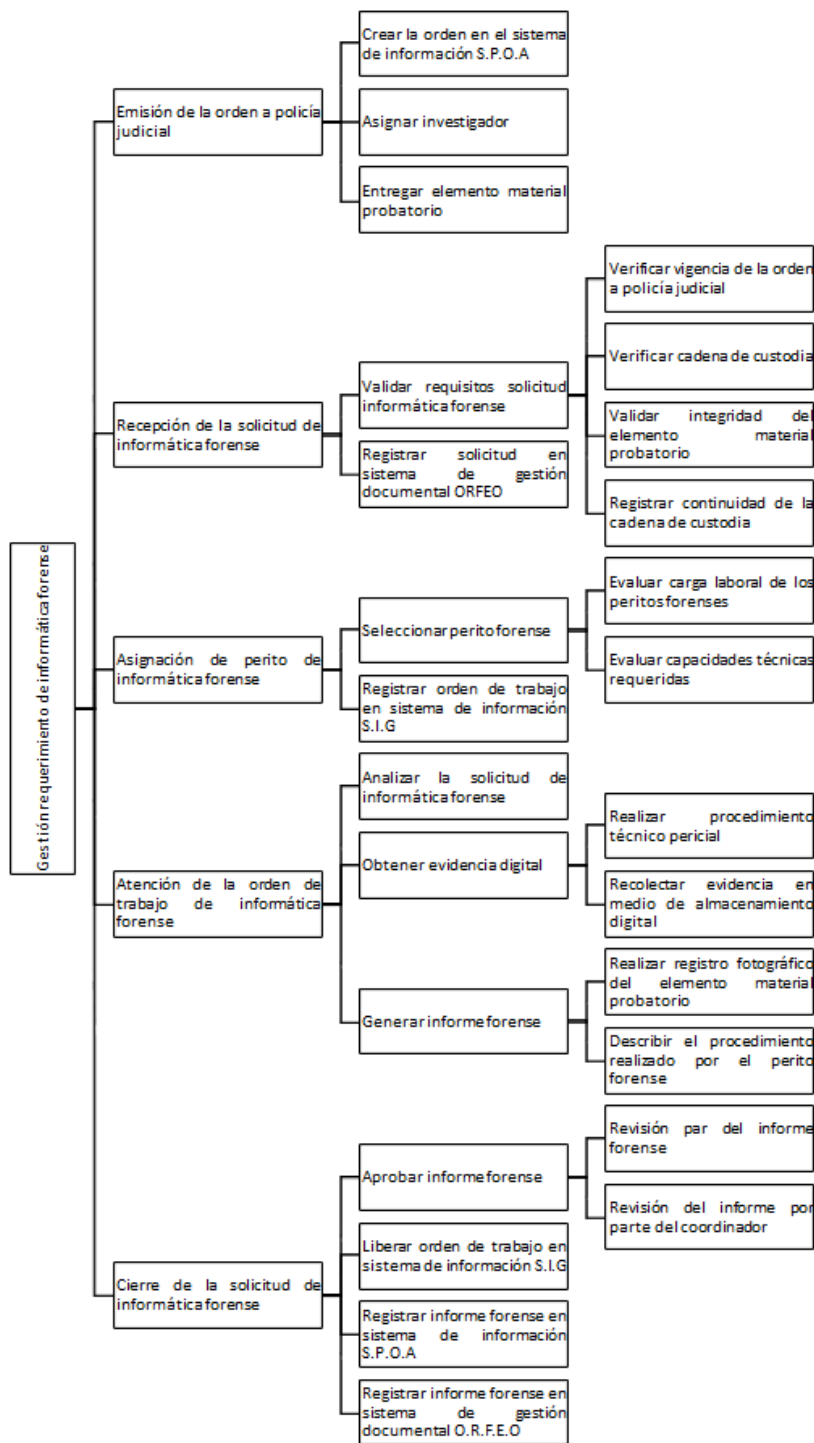 Gestión requerimiento de informática forense
Emisión de la orden a policía
judicial
Crear la orden en el sistema
de información S.P.O.A
Asignar investigador
Entregar elemento material
probatorio
Recepción de la solicitud de
informática forense
Validar requisitos solicitud
informática forense
Verificar vigencia de la orden
a policía judicial
Verificar cadena de custodia
Validar integridad del
elemento material
probatorio
Registrar continuidad de la
cadena de custodia
Registrar solicitud en
sistema de gestión
documental ORFEO
Asignación de perito de
informática forense
Seleccionar perito forense
Evaluar carga laboral de los
peritos forenses
Evaluar capacidades técnicas
requeridas
Registrar orden de trabajo
en sistema de información
S.I.G
Atención de la orden de
trabajo de informática
forense
Analizar la solicitud de
informática forense
Obtener evidencia digital
Realizar procedimiento
técnico pericial
Recolectar evidencia en
medio de almacenamiento
digital
Generar informe forense
Realizar registro fotográfico
del elemento material
probatorio
Describir el procedimiento
realizado por el perito
forense
Cierre de la solicitud de
informática forense
Aprobar informe forense
Revisión par del informe
forense
Revisión del informe por
parte del coordinador
Liberar orden de trabajo en
sistema de información S.I.G
Registrar informe forense en
sistema de información
S.P.O.A
Registrar informe forense en
sistema de gestión
documental O.R.F.E.O